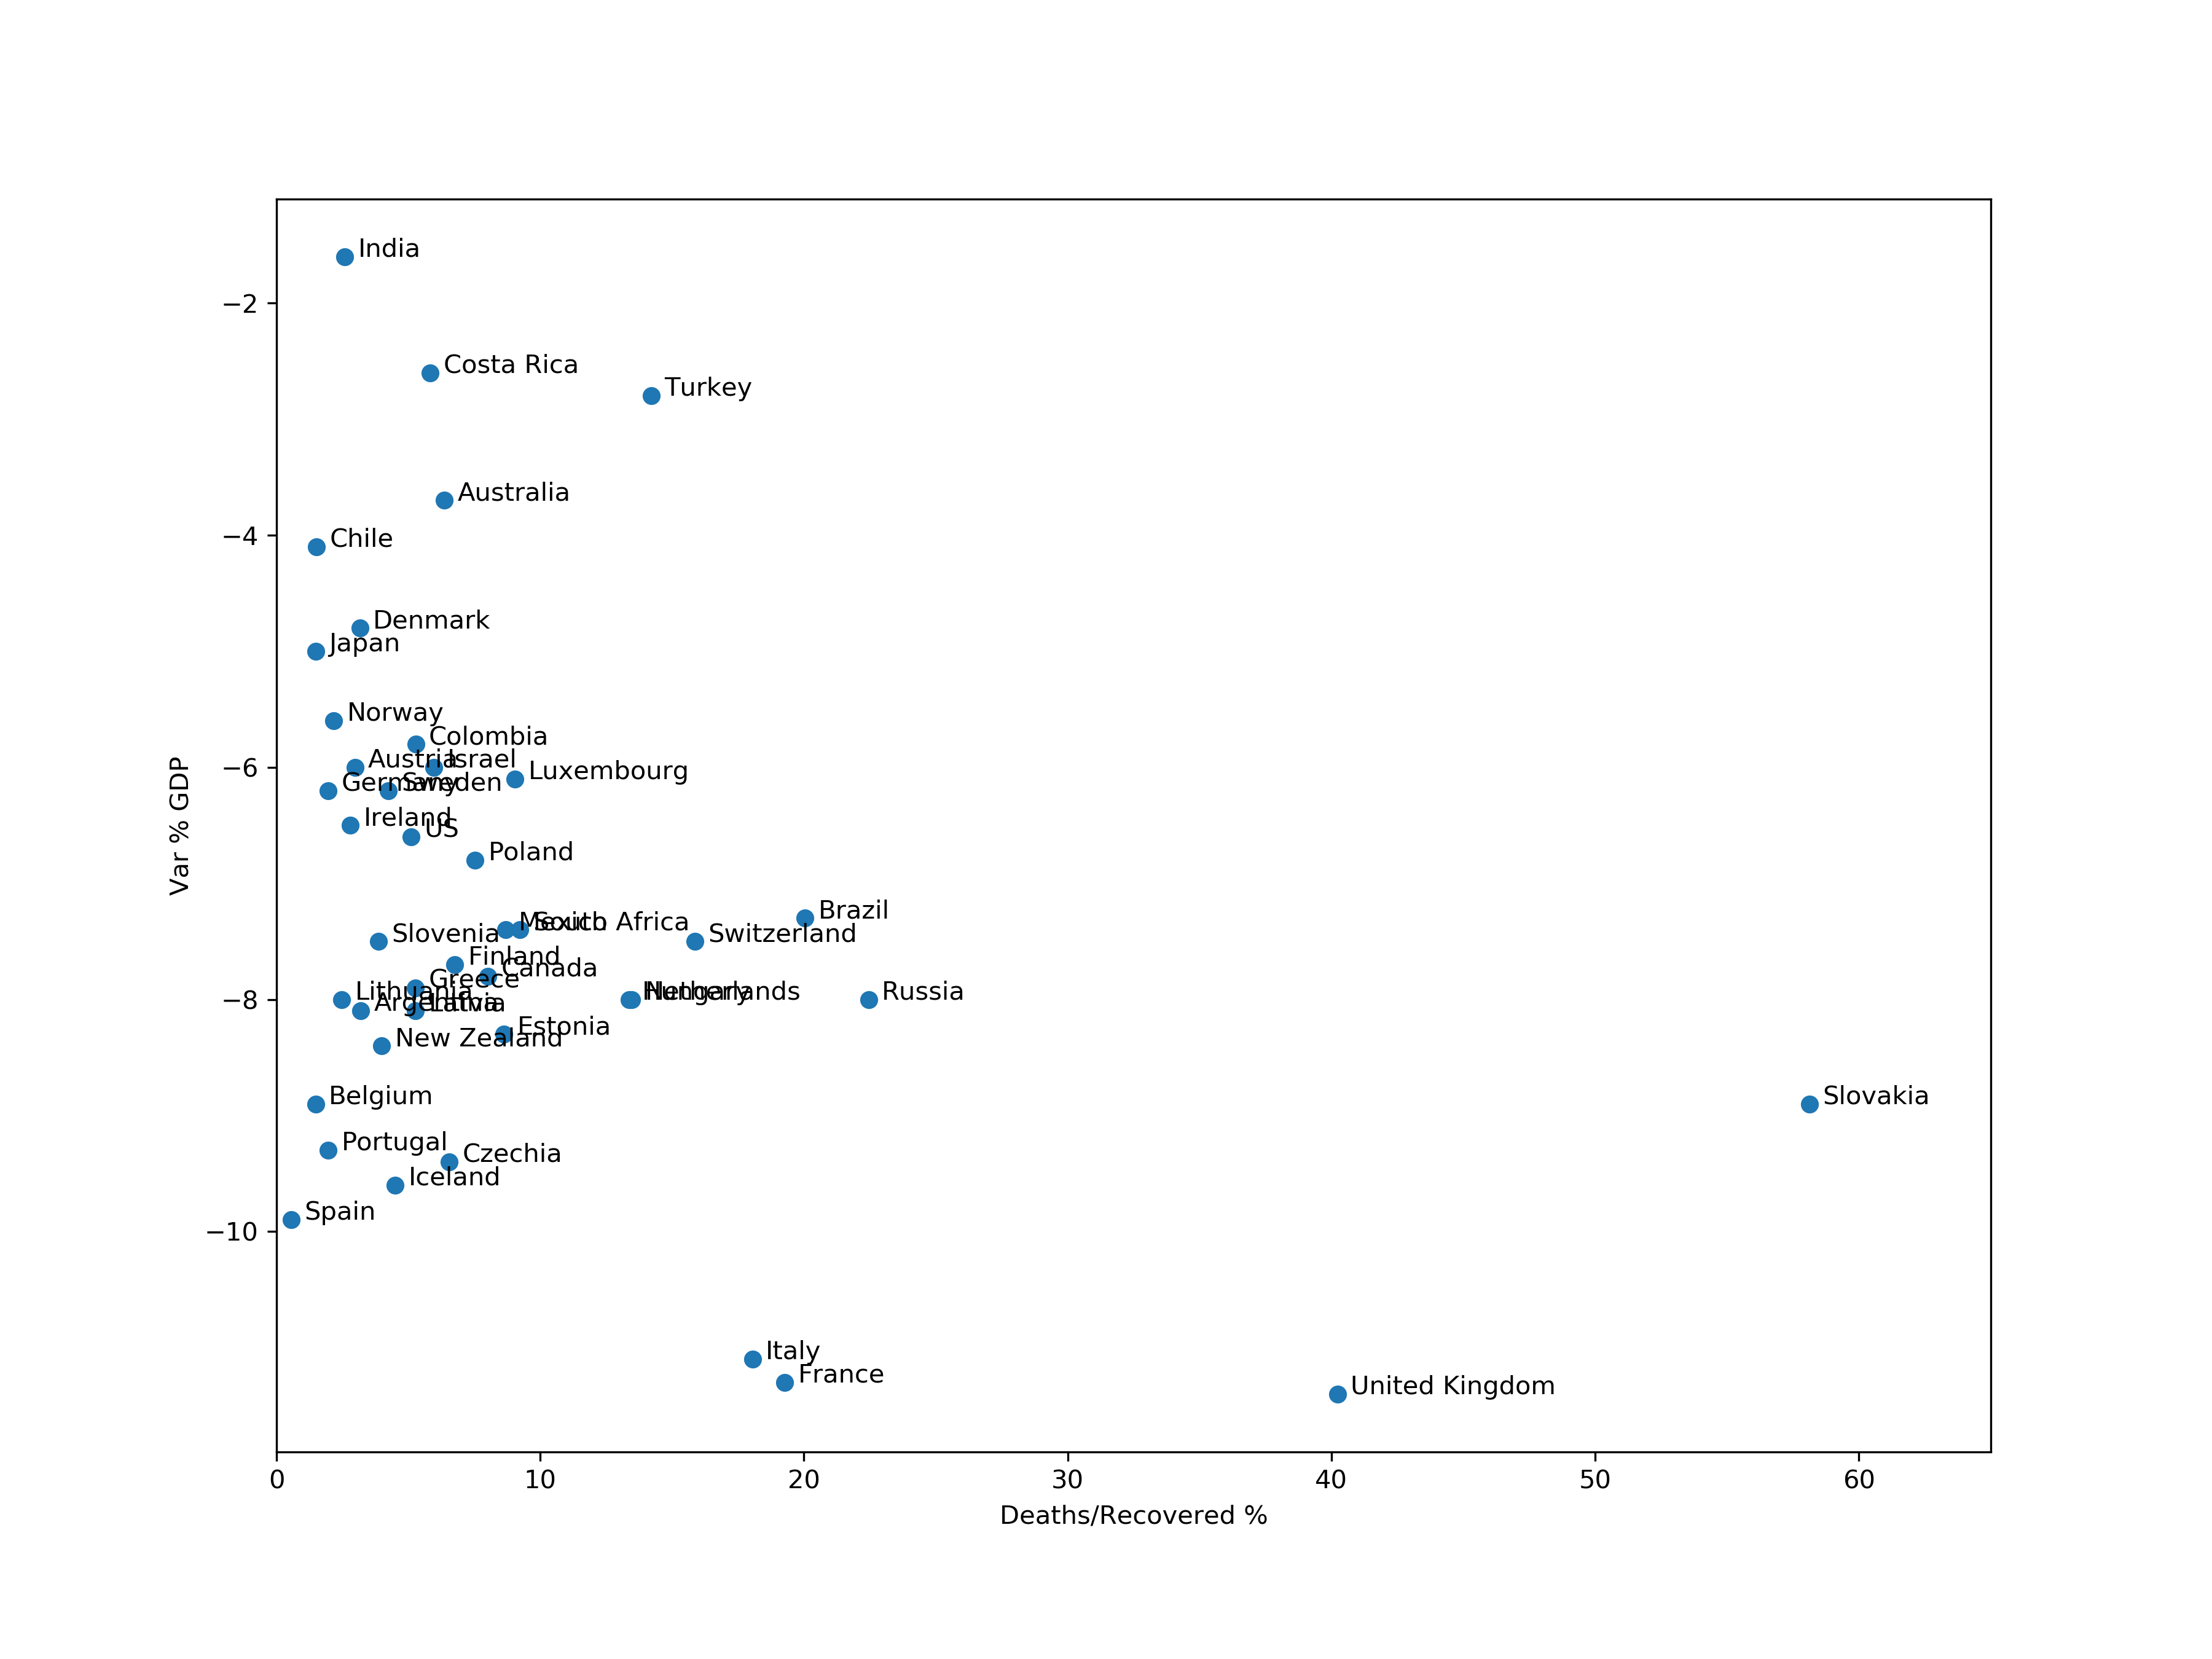 India
−2
Costa Rica
Turkey
Australia
−4
Chile
Denmark
Japan
Norway
Colombia
Austria
Israel
−6
Luxembourg
Germany
Sweden
Ireland
US
Poland
Var % GDP
Brazil
Mexico
South Africa
Slovenia
Switzerland
Finland
Canada
Greece
−8
Lithuania
Hungary
Netherlands
Russia
Argentina
Latvia
Estonia
New Zealand
Belgium
Slovakia
Portugal
Czechia
Iceland
Spain
−10
Italy
France
United Kingdom
0 10 20 30 40 50 60
Deaths/Recovered %